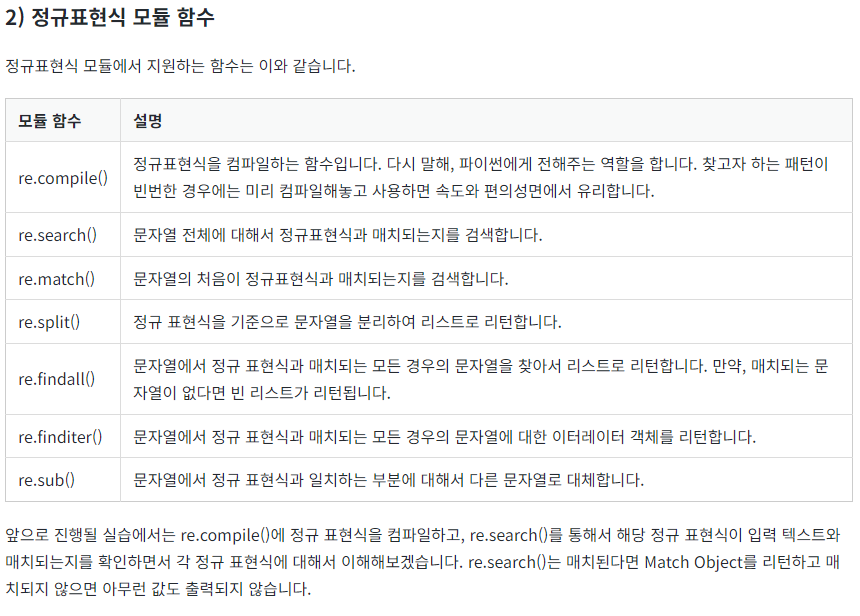 2) 정규표현식 모듈 함수
정규표현식 모듈에서 지원하는 함수는 이와 같습니다.
모듈 함수 설명
re.compile() 정규표현식을 컴파일하는 함수입니다. 다시 말해, 파이썬에게 전해주는 역할을 합니다. 찾고자 하는 패턴이
빈번한 경우에는 미리 컴파일해놓고 사용하면 속도와 편의성면에서 유리합니다.
re.search() 문자열 전체에 대해서 정규표현식과 매치되는지를 검색합니다.
re.match() 문자열의 처음이 정규표현식과 매치되는지를 검색합니다.
re.split() 정규 표현식을 기준으로 문자열을 분리하여 리스트로 리턴합니다.
re.findall() 문자열에서 정규 표현식과 매치되는 모든 경우의 문자열을 찾아서 리스트로 리턴합니다. 만약, 매치되는 문
자열이 없다면 빈 리스트가 리턴됩니다.
re.finditer() 문자열에서 정규 표현식과 매치되는 모든 경우의 문자열에 대한 이터레이터 객체를 리턴합니다.
re.sub() 문자열에서 정규 표현식과 일치하는 부분에 대해서 다른 문자열로 대체합니다.
앞으로 진행될 실습에서는 re.compile()에 정규 표현식을 컴파일하고, re.search()를 통해서 해당 정규 표현식이 입력 텍스트와
매치되는지를 확인하면서 각 정규 표현식에 대해서 이해해보겠습니다. re.search()는 매치된다면 Match Object를 리턴하고 매
치되지 않으면 아무런 값도 출력되지 않습니다.